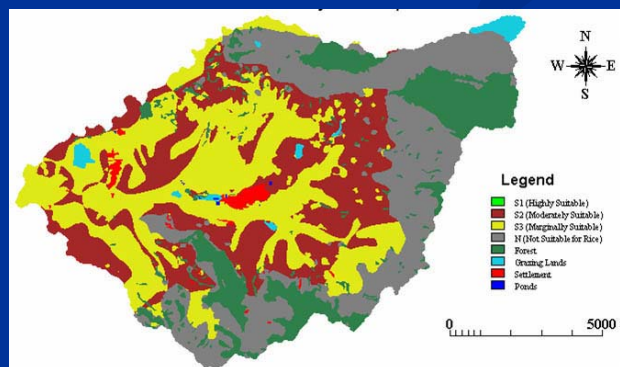 N
W E
S
Legend
S1 (Highly Suitable)
S2 (Moderately Suitable)
S3 (Marginally Suitable)
N (Not Suitable for Rice)
Forest
Grazing Lands
Settlement
Ponds
0 5000